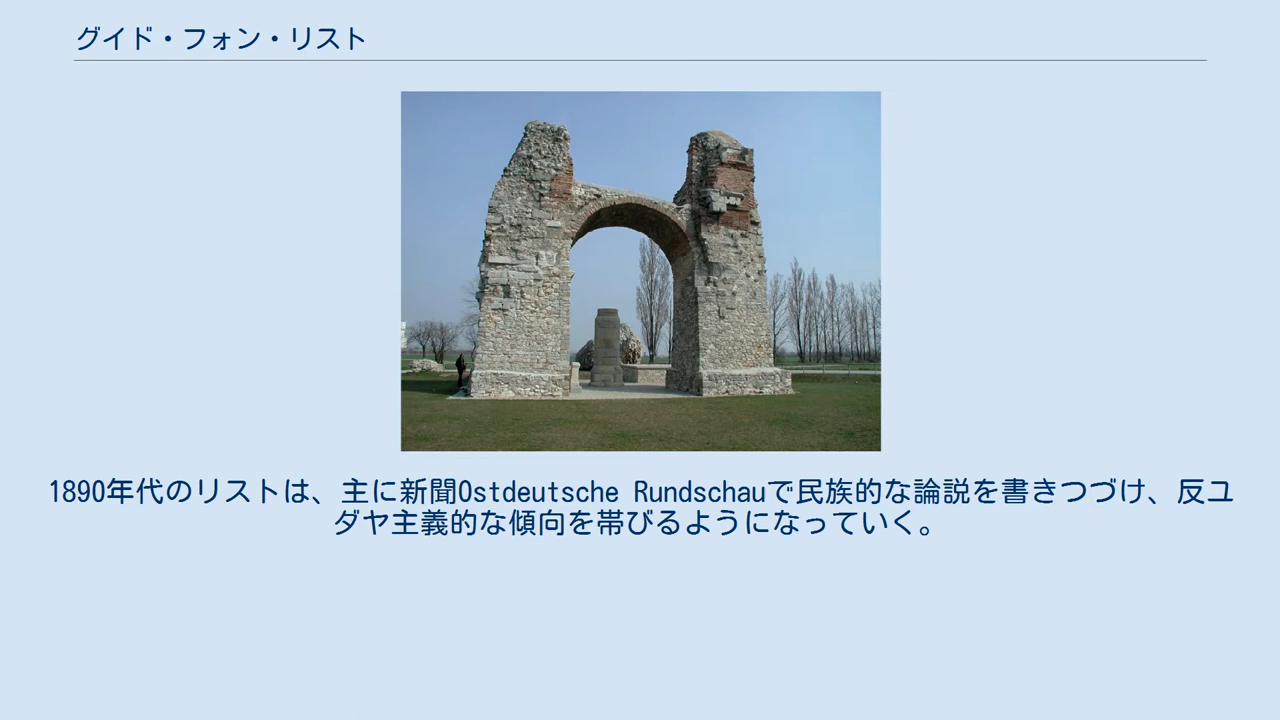 グイド・フォン・リスト
1890年代のリストは、主に新聞Ostdeutsche Rundschauで民族的な論説を書きつづけ、反ユ
ダヤ主義的な傾向を帯びるようになっていく。